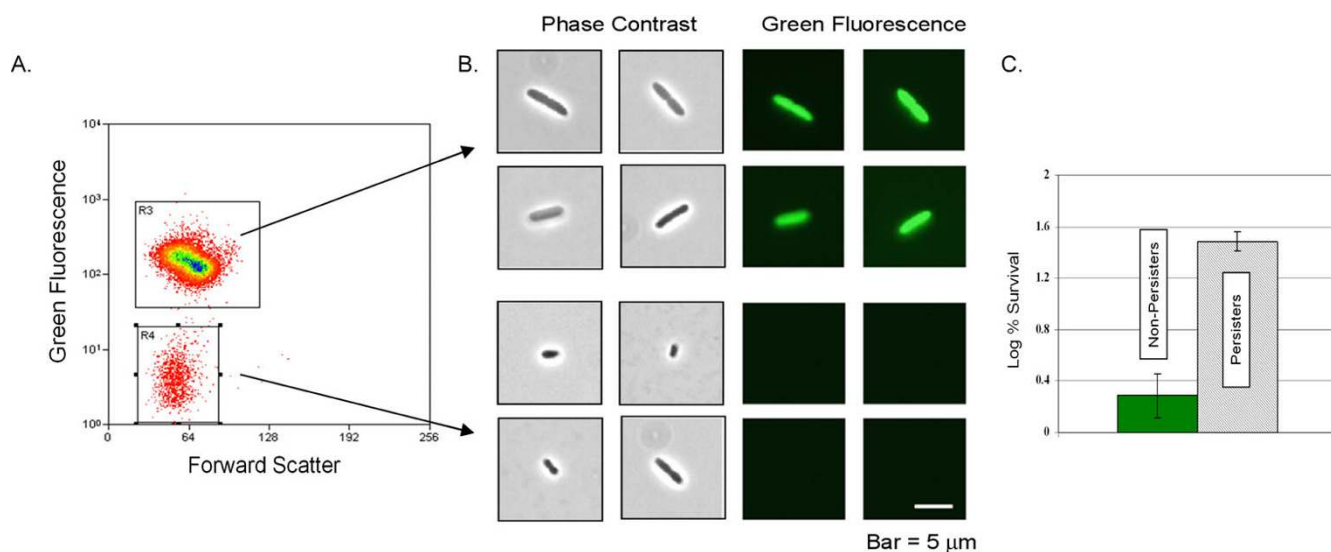 Phase Contrast
Green Fluorescence
A.
B.
C.
10⁴
10³
10²
10¹
10⁰
Green Fluorescence
R3
R4
0
64
128
192
256
Forward Scatter
Bar = 5 μm
2
1.6
1.2
0.8
0.4
0
Log % Survival
Non-Persisters
Persisters